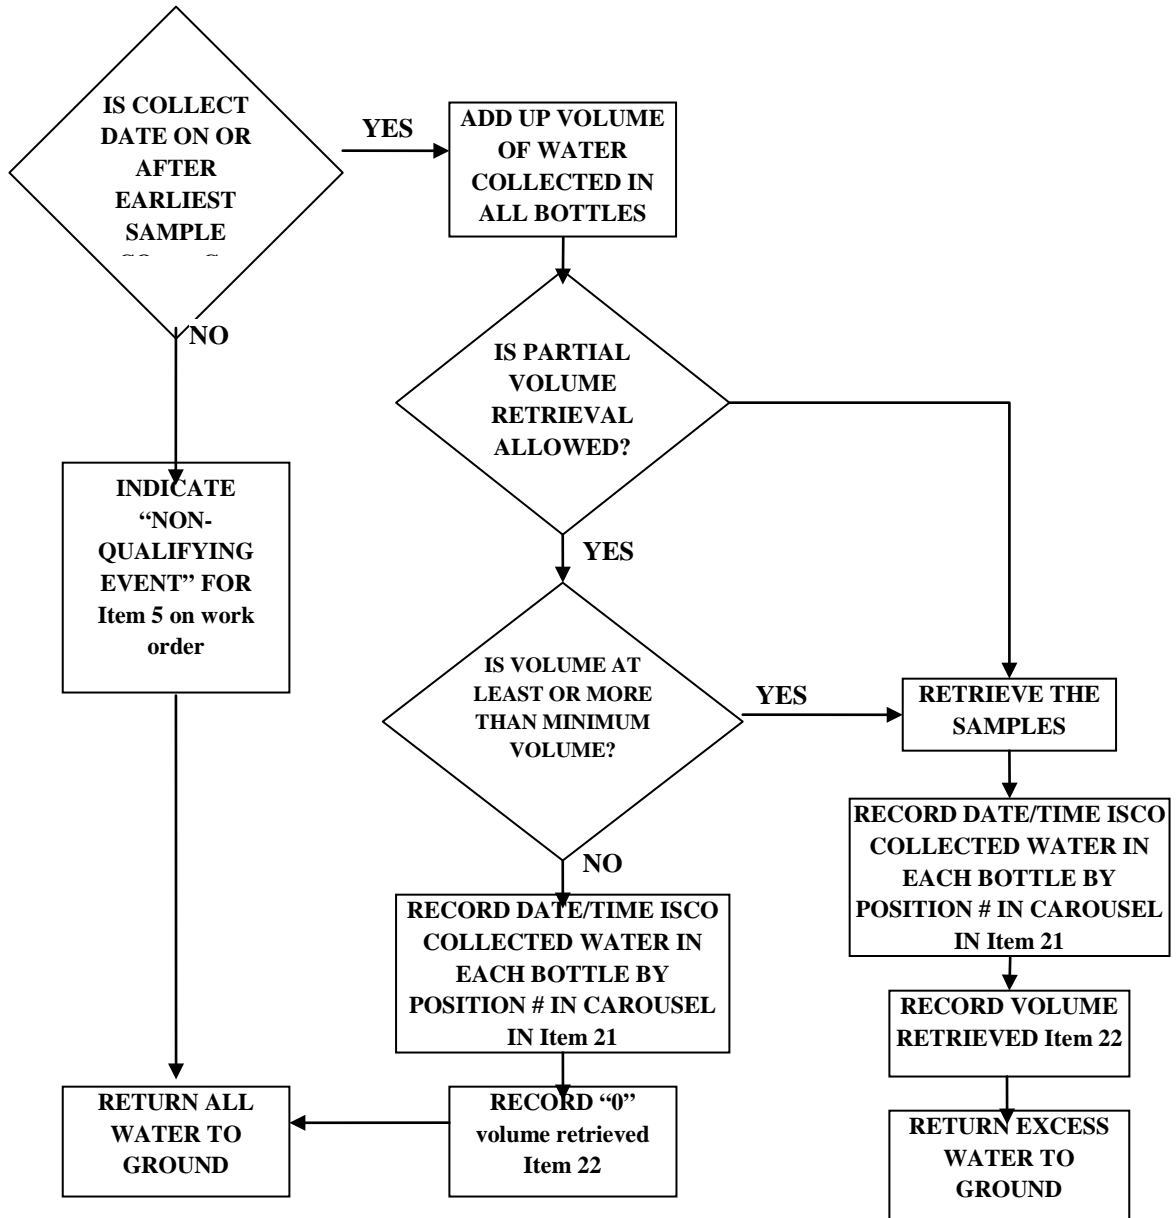 IS COLLECT
DATE ON OR
AFTER
EARLIEST
SAMPLE
YES
ADD UP VOLUME
OF WATER
COLLECTED IN
ALL BOTTLES
NO
IS PARTIAL
VOLUME
RETRIEVAL
ALLOWED?
YES
INDICATE
“NON-
QUALIFYING
EVENT” FOR
Item 5 on work
order
IS VOLUME AT
LEAST OR MORE
THAN MINIMUM
VOLUME?
YES
RETRIEVE THE
SAMPLES
NO
RECORD DATE/TIME ISCO
COLLECTED WATER IN
EACH BOTTLE BY
POSITION # IN CAROUSEL
IN Item 21
RECORD DATE/TIME ISCO
COLLECTED WATER IN
EACH BOTTLE BY
POSITION # IN CAROUSEL
IN Item 21
RECORD VOLUME
RETRIEVED Item 22
RETURN ALL
WATER TO
GROUND
RECORD “0”
volume retrieved
Item 22
RETURN EXCESS
WATER TO
GROUND